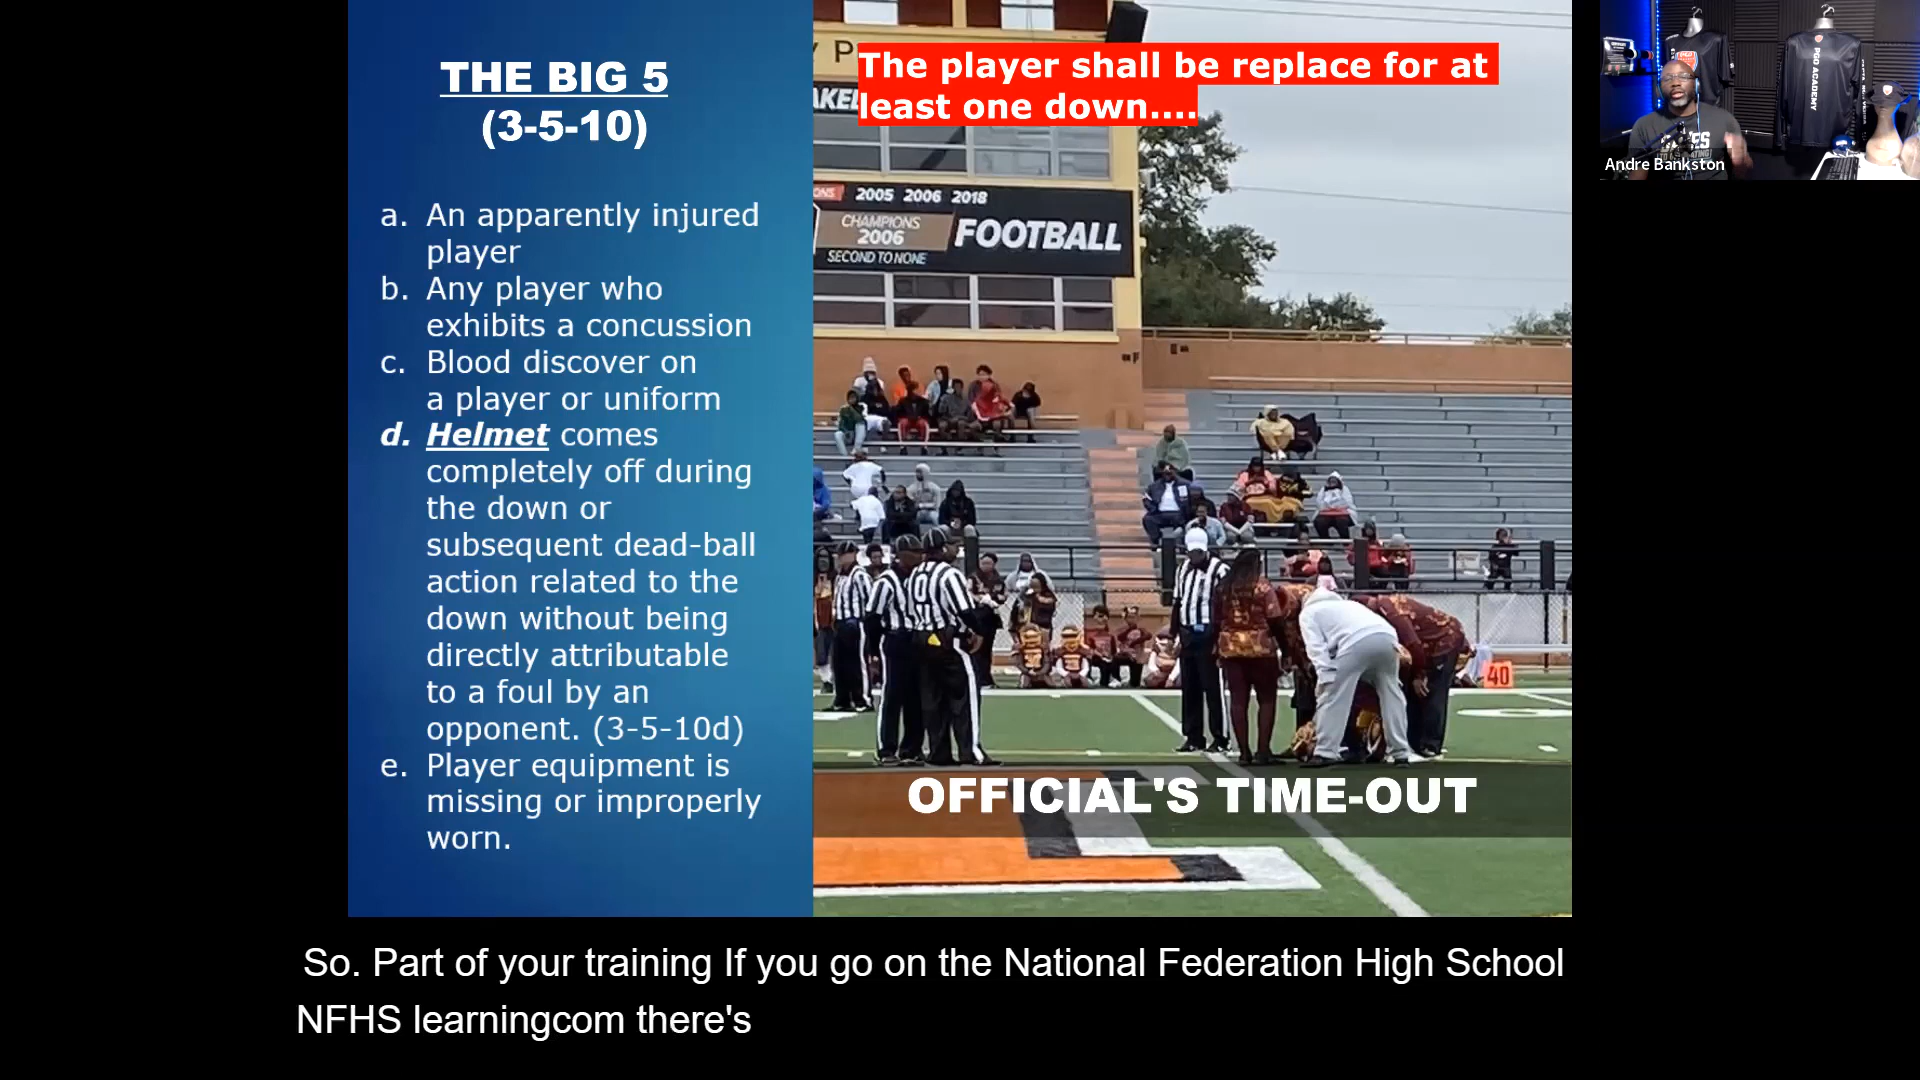 THE BIG 5
(3-5-10)
a. An apparently injured
player
b. Any player who
exhibits a concussion
c. Blood discover on
a player or uniform
d. Helmet comes
completely off during
the down or
subsequent dead-ball
action related to the
down without being
directly attributable
to a foul by an
opponent. (3-5-10d)
e. Player equipment is
missing or improperly
worn.
The player shall be replace for at
least one down....
2005 2006 2018
CHAMPIONS
2006
FOOTBALL
SECOND TO NONE
40
OFFICIAL'S TIME-OUT
PGO ACADEMY
Andre Bankston
So. Part of your training If you go on the National Federation High School
NFHS learningcom there's